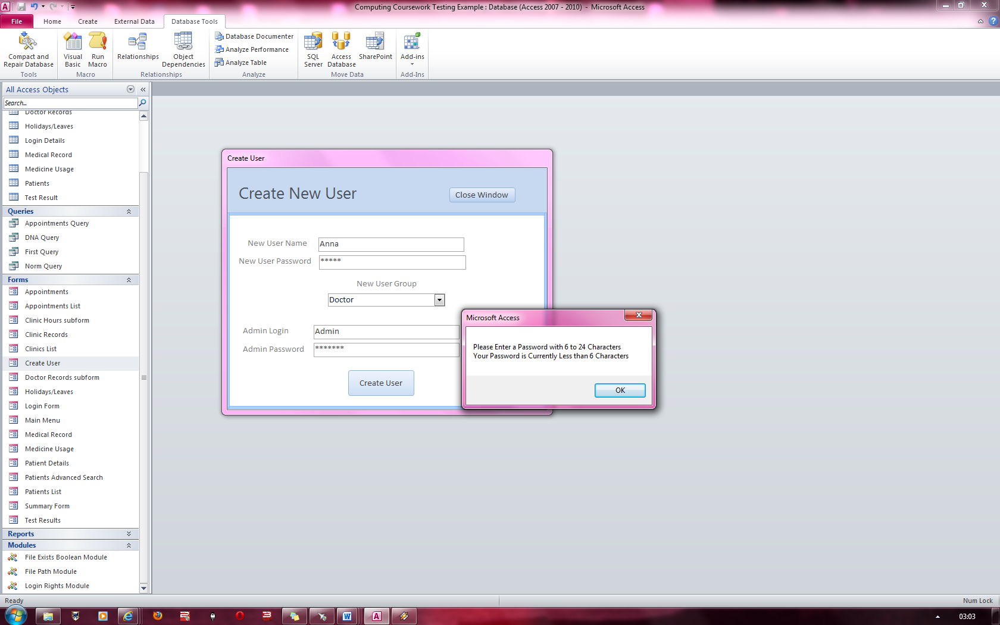 Computing Coursework Testing Example : Database (Access 2007 - 2010) - Microsoft Access
File
Home
Create
External Data
Database Tools
Compact and
Repair Database
Tools
Visual
Basic
Run
Macro
Macro
Relationships
Object
Dependencies
Relationships
Database Documenter
Analyze Performance
Analyze Table
Analyze
SQL
Server
Access
Database
SharePoint
Move Data
Add-ins
Add-Ins
All Access Objects
Search...
Doctor Records
Holidays/Leaves
Login Details
Medical Record
Medicine Usage
Patients
Test Result
Queries
Appointments Query
DNA Query
First Query
Norm Query
Forms
Appointments
Appointments List
Clinic Hours subform
Clinic Records
Clinics List
Create User
Doctor Records subform
Holidays/Leaves
Login Form
Main Menu
Medical Record
Medicine Usage
Patient Details
Patients Advanced Search
Patients List
Summary Form
Test Results
Reports
Modules
File Exists Boolean Module
File Path Module
Login Rights Module
Create User
Create New User
Close Window
New User Name
Anna
New User Password
*****
New User Group
Doctor
Admin Login
Admin
Admin Password
*******
Create User
Microsoft Access
Please Enter a Password with 6 to 24 Characters
Your Password is Currently Less than 6 Characters
OK
Ready
Num Lock
03:03